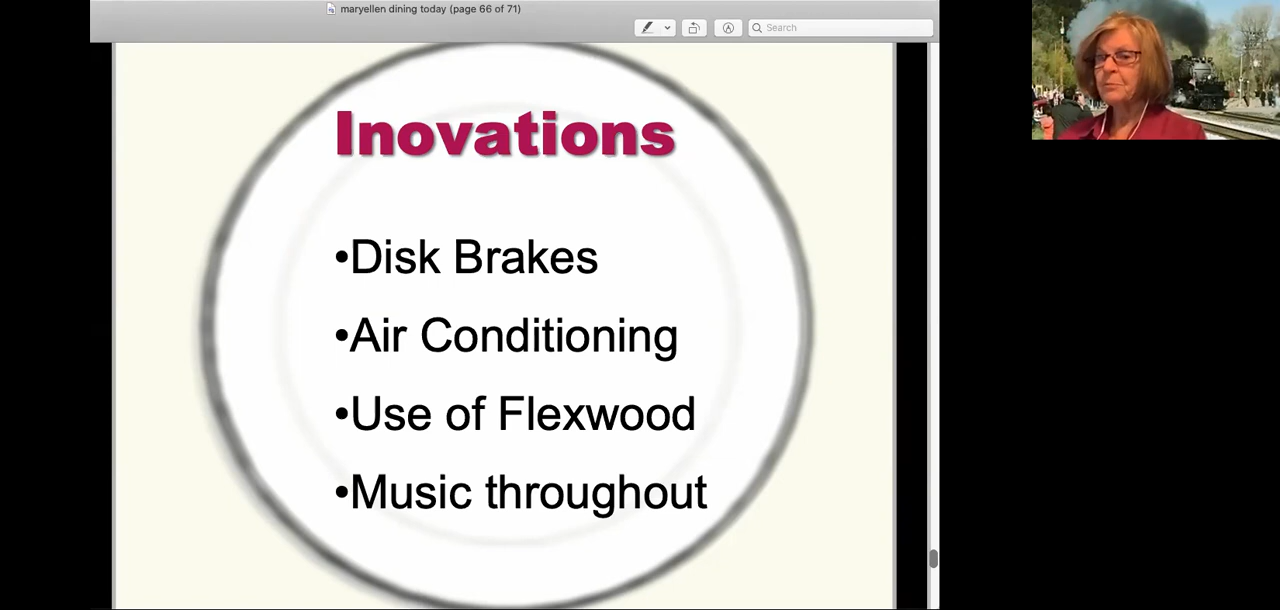 maryellen dining today (page 66 of 71)
Search
Inovations
•Disk Brakes
•Air Conditioning
•Use of Flexwood
•Music throughout